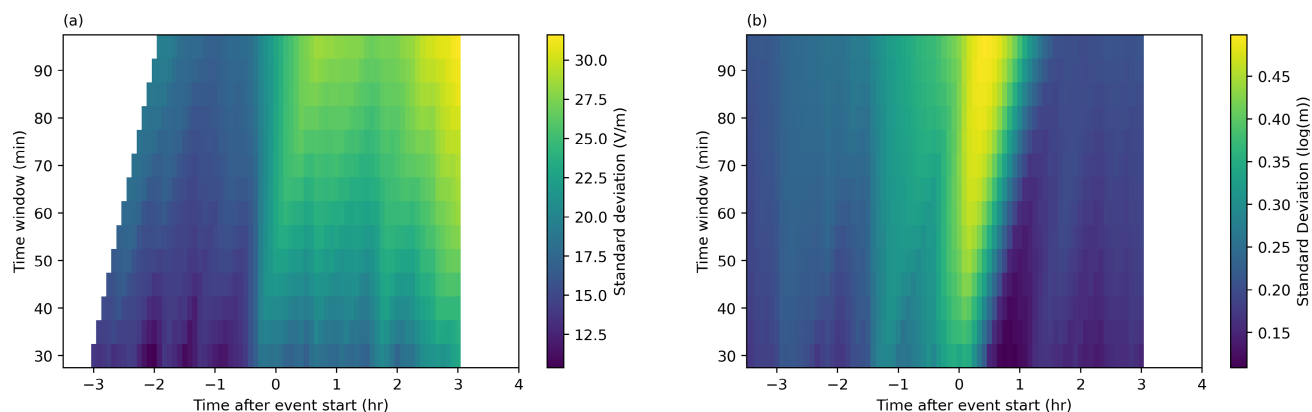 (a)
90
80
70
60
50
40
30
Time window (min)
−3 −2 −1 0 1 2 3 4
Time after event start (hr)
30.0
27.5
25.0
22.5
20.0
17.5
15.0
12.5
Standard deviation (V/m)
(b)
90
80
70
60
50
40
30
Time window (min)
−3 −2 −1 0 1 2 3 4
Time after event start (hr)
0.45
0.40
0.35
0.30
0.25
0.20
0.15
Standard Deviation (log(m))